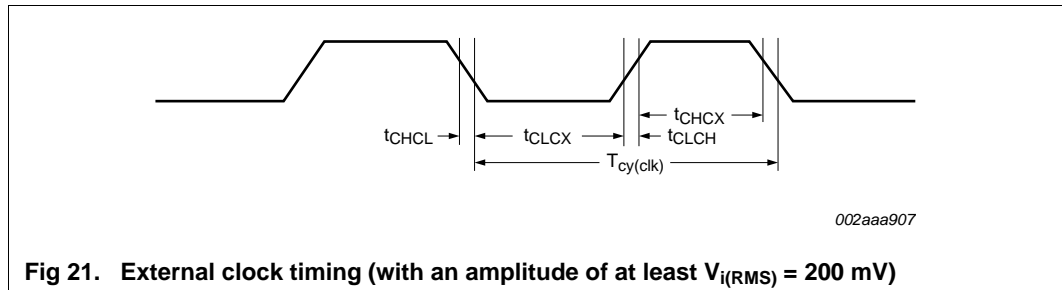 tCHCX
tCHCL
tCLCX
tCLCH
Tcy(clk)
002aaa907
Fig 21. External clock timing (with an amplitude of at least Vi(RMS) = 200 mV)